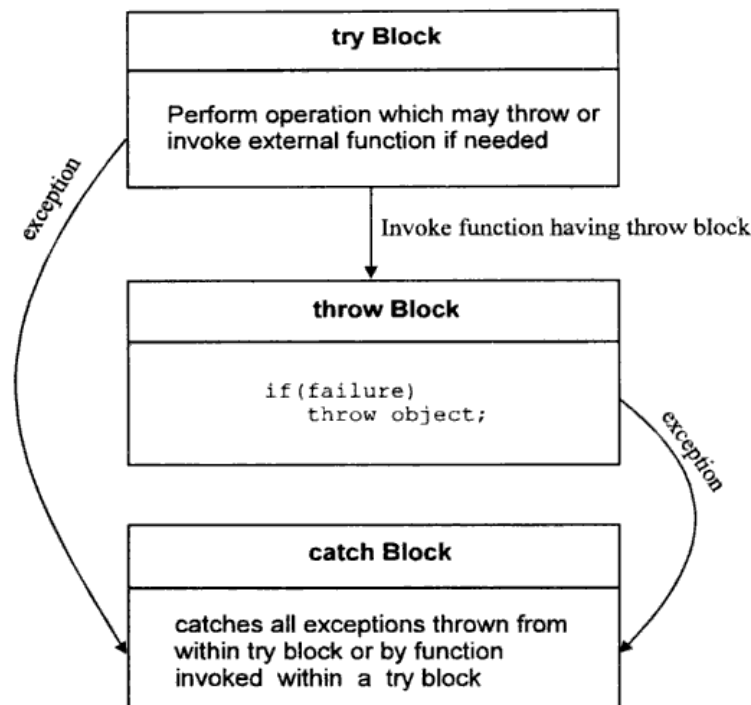 try Block
Perform operation which may throw or
invoke external function if needed
exception
Invoke function having throw block
throw Block
if(failure)
throw object;
exception
catch Block
catches all exceptions thrown from
within try block or by function
invoked within a try block